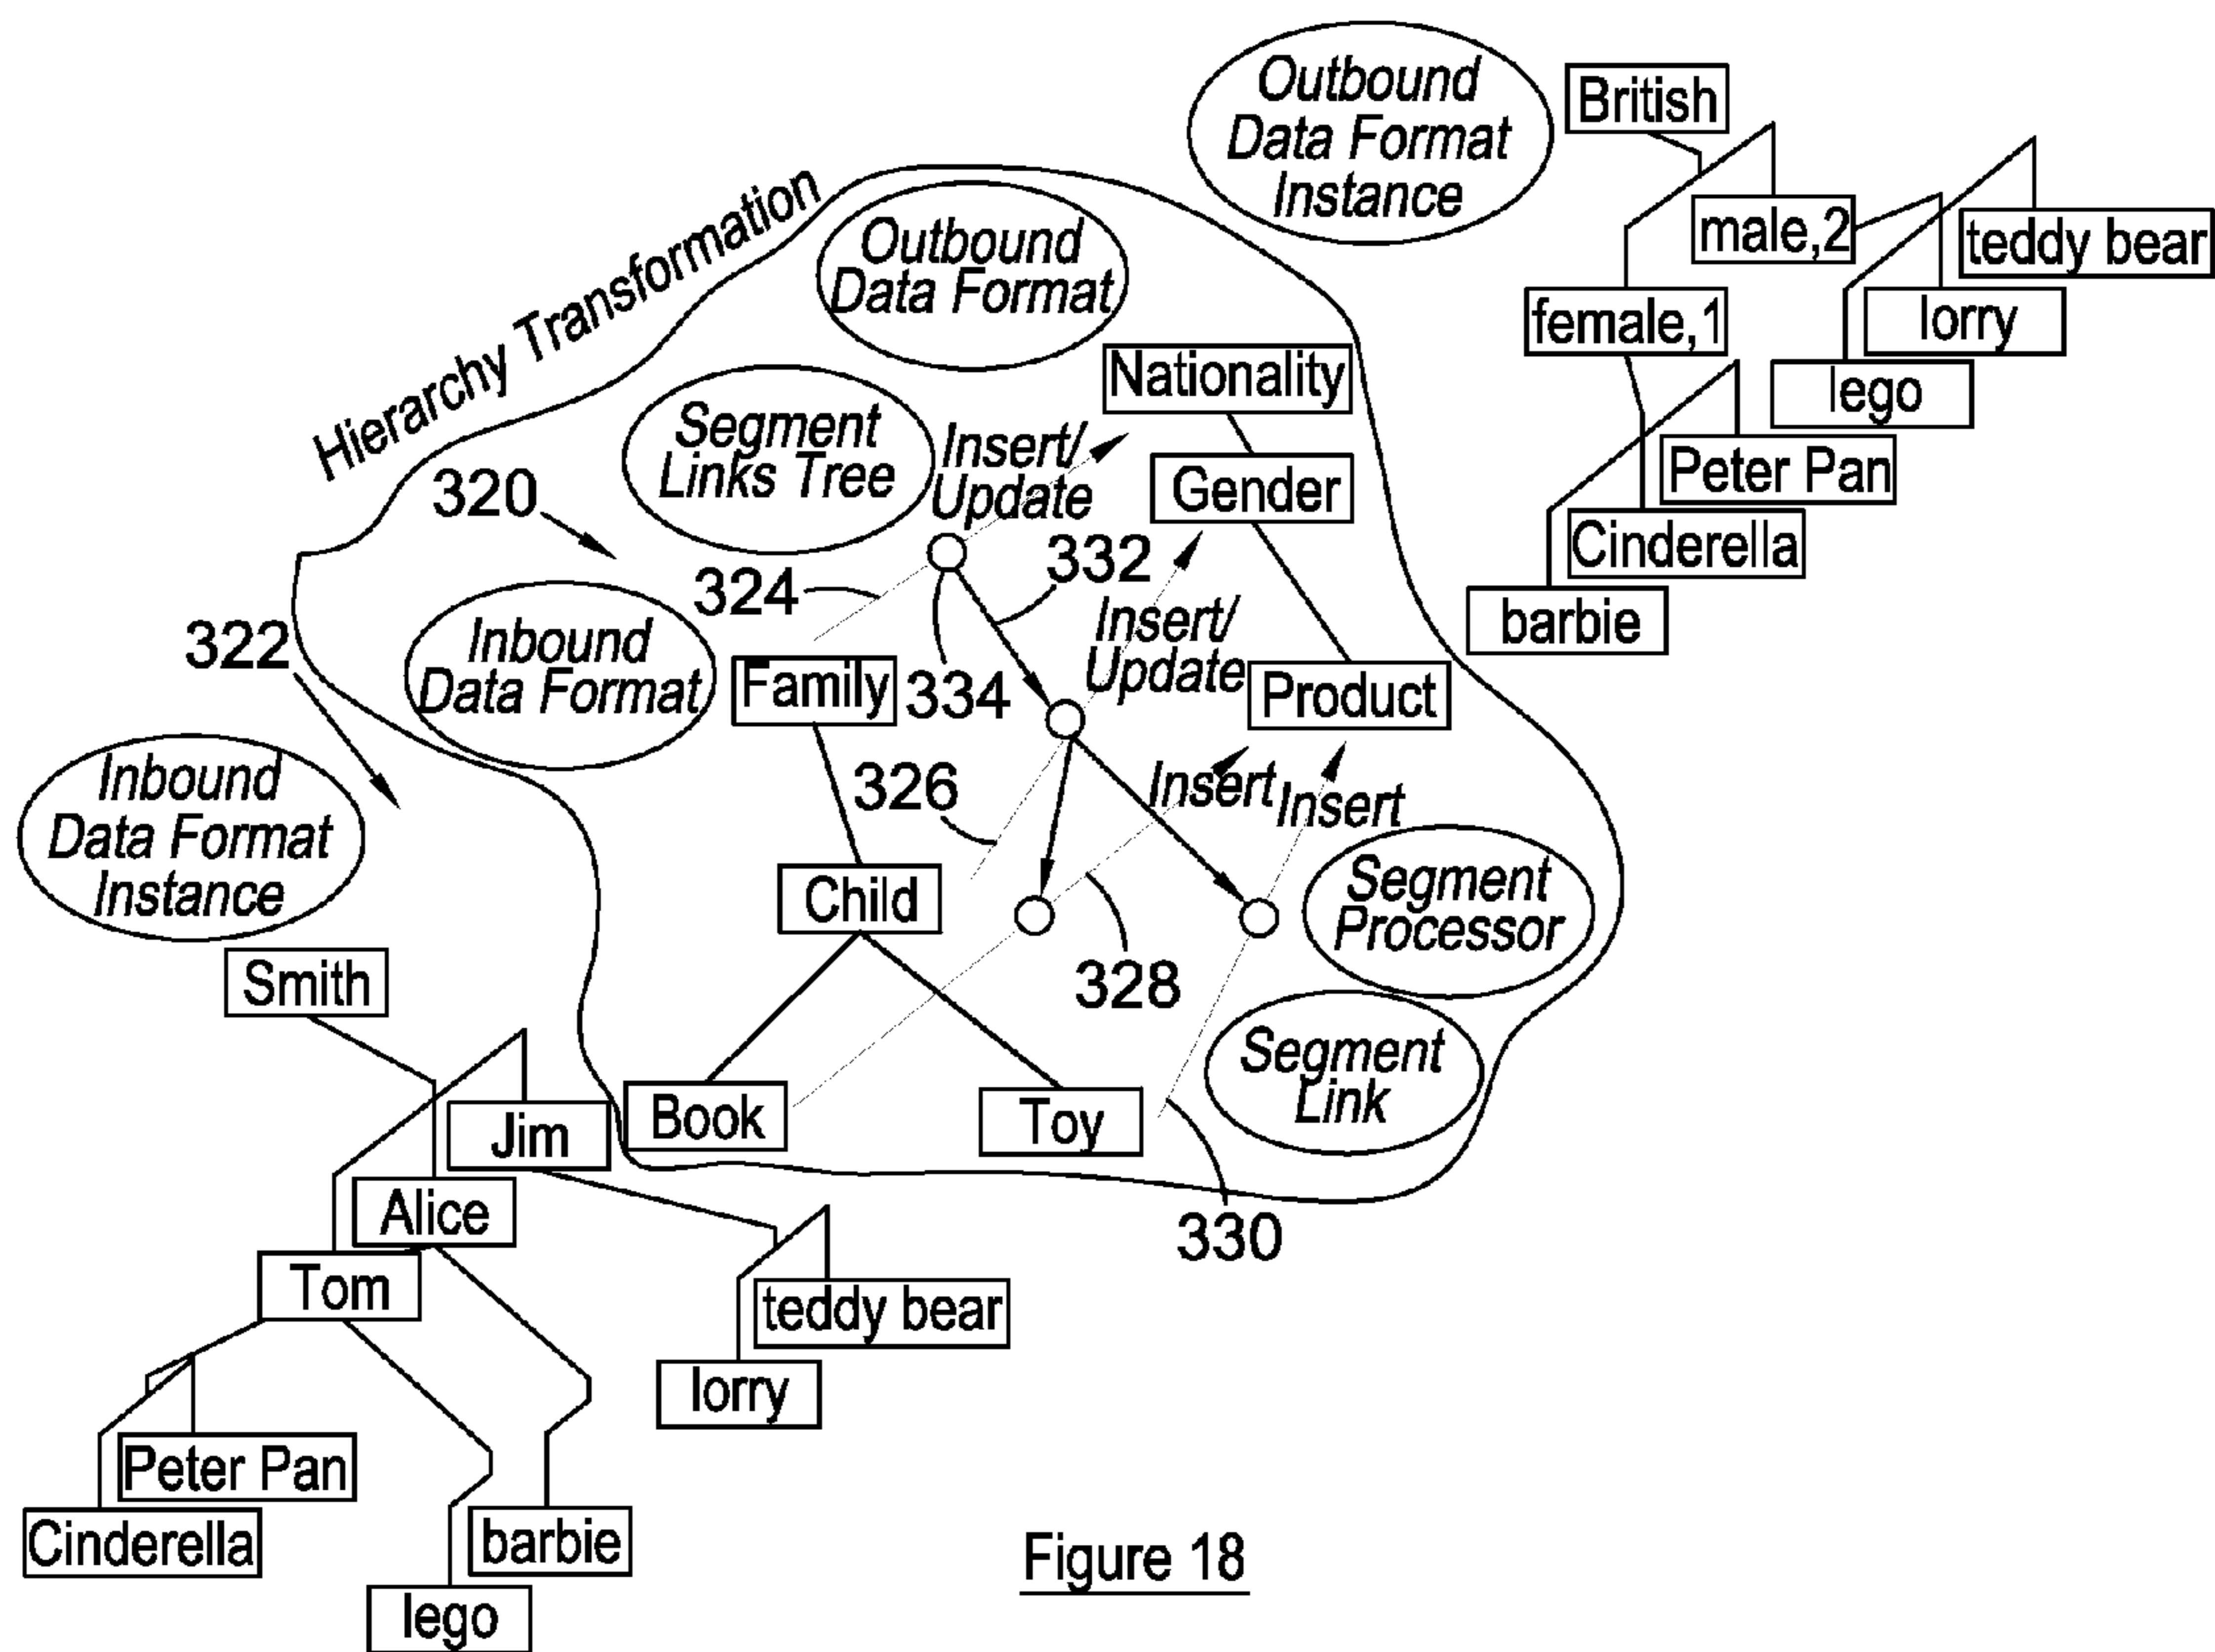 Outbound
Data Format
Instance
British
male,2
teddy bear
lorry
lego
female,1
Peter Pan
Cinderella
barbie
Hierarchy Transformation
Outbound
Data Format
Segment
Links Tree
Nationality
Gender
Product
Insert/
Update
320
324
332
Insert/
Update
322
Inbound
Data Format
Family
334
326
Insert
Insert
Inbound
Data Format
Instance
Child
Segment
Processor
328
Segment
Link
Book
Toy
330
Smith
Jim
Alice
Tom
teddy bear
lorry
Peter Pan
Cinderella
barbie
lego
Figure 18